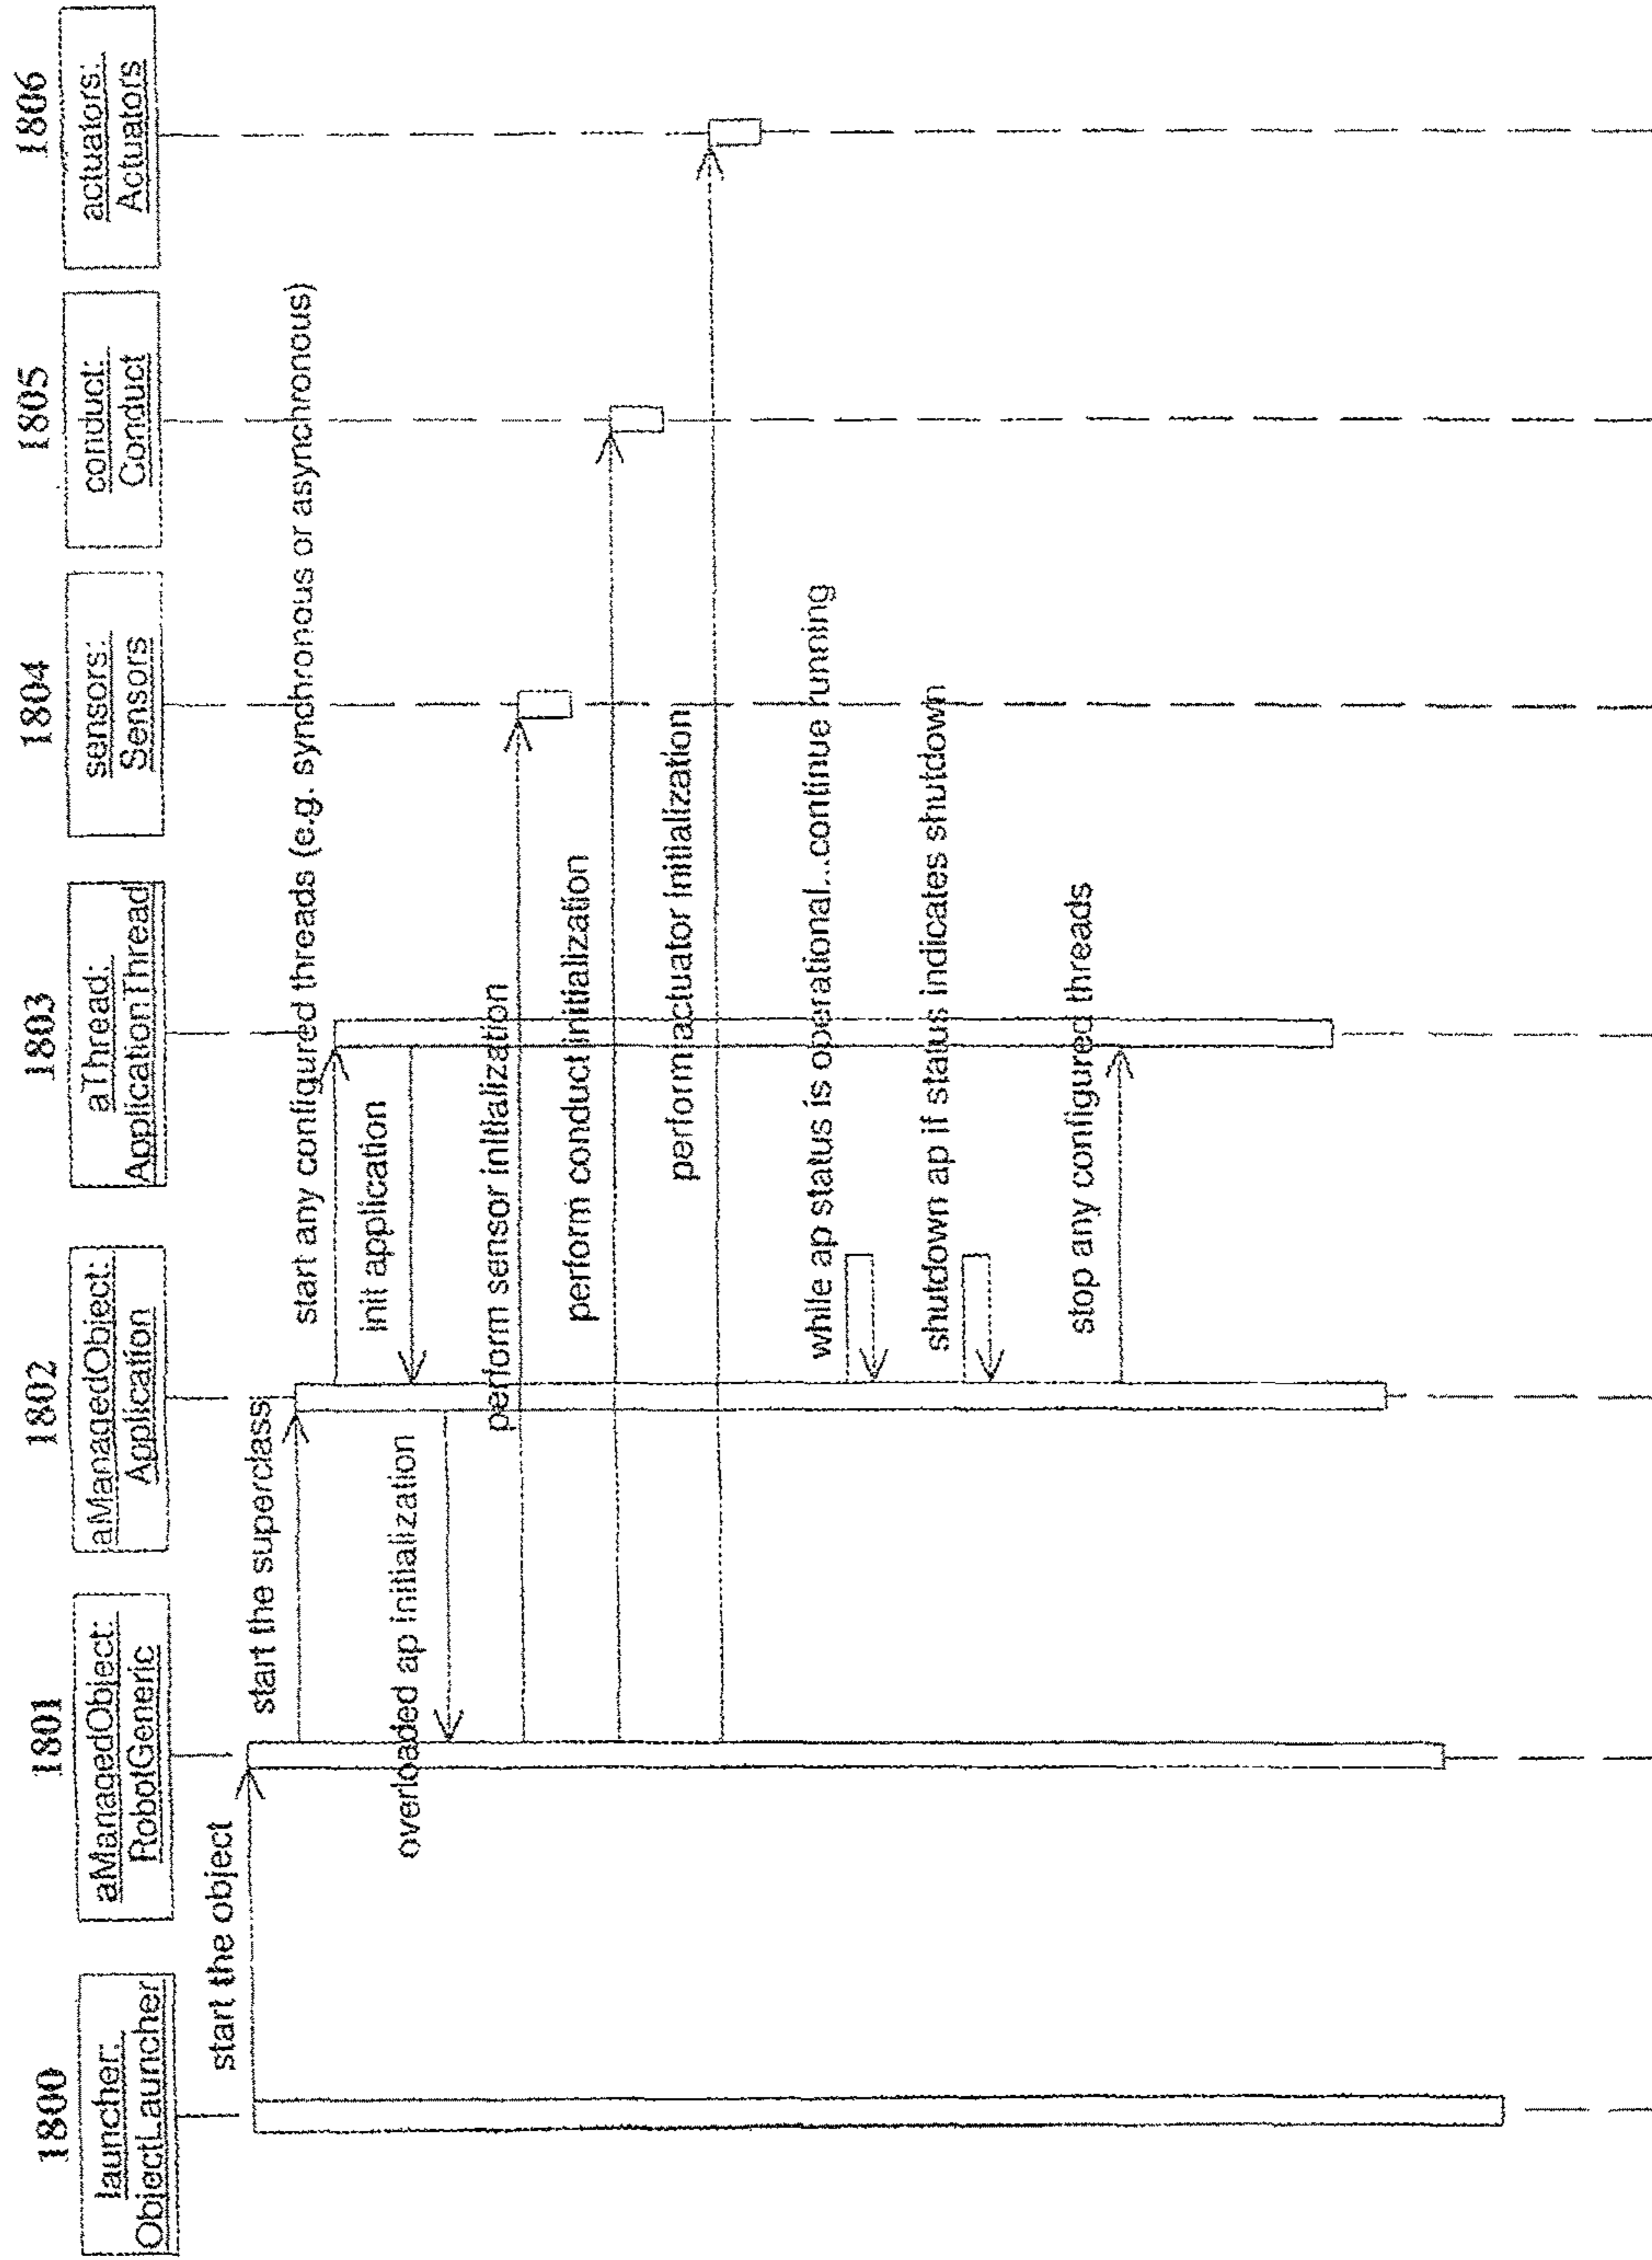 1800
launcher:
ObjectLauncher
1801
aManagedObject:
RobotGeneric
1802
aManagedObject:
Application
1803
aThread:
ApplicationThread
1804
sensors:
Sensors
1805
conduct:
Conduct
1806
actuators:
Actuators
start the object
start the superclass
start any configured threads (e.g. synchronous or asynchronous)
init application
overloaded ap initialization
perform sensor initialization
perform conduct initialization
perform actuator initialization
while ap status is operational...continue running
shutdown ap if status indicates shutdown
stop any configured threads